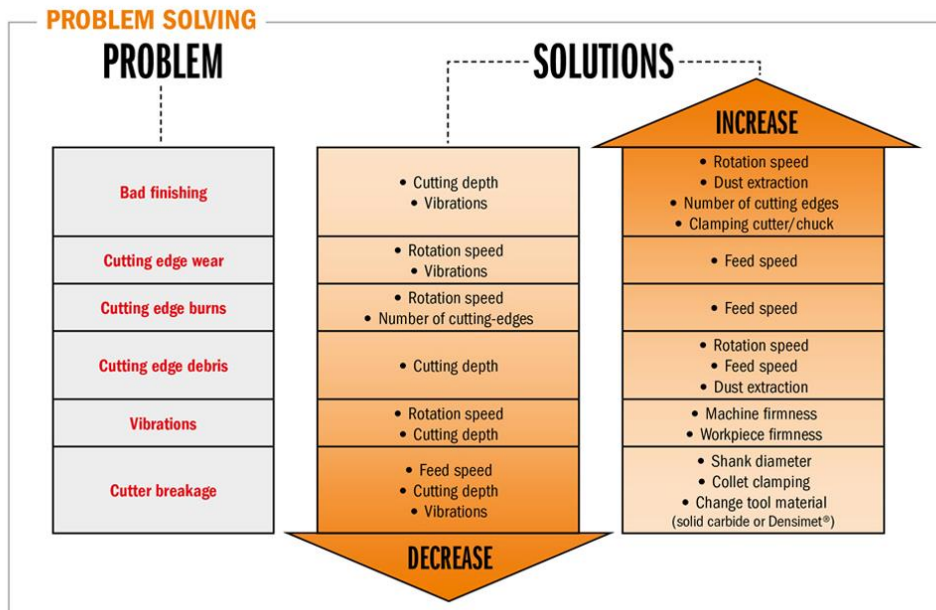 PROBLEM SOLVING
PROBLEM
SOLUTIONS
INCREASE
Bad finishing
• Cutting depth
• Vibrations
• Rotation speed
• Dust extraction
• Number of cutting edges
• Clamping cutter/chuck
Cutting edge wear
• Rotation speed
• Vibrations
• Feed speed
Cutting edge burns
• Rotation speed
• Number of cutting-edges
• Feed speed
Cutting edge debris
• Cutting depth
• Rotation speed
• Feed speed
• Dust extraction
Vibrations
• Rotation speed
• Cutting depth
• Machine firmness
• Workpiece firmness
Cutter breakage
• Feed speed
• Cutting depth
• Vibrations
• Shank diameter
• Collet clamping
• Change tool material
(solid carbide or Densimet®)
DECREASE